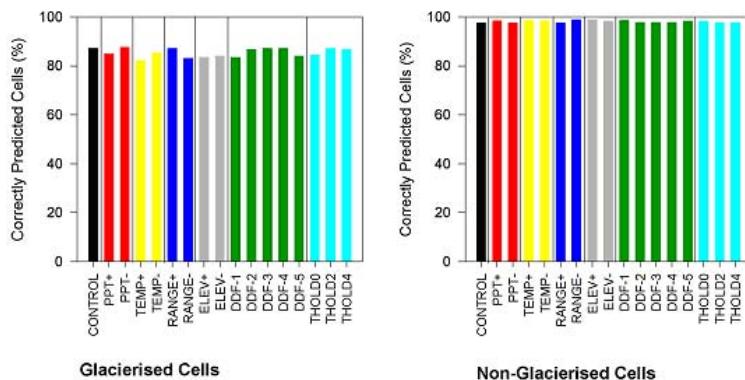 100
80
60
40
20
0
Correctly Predicted Cells (%)
CONTROL
PPT+
PPT-
TEMP+
TEMP-
RANGE+
RANGE-
ELEV+
ELEV-
DDF-1
DDF-2
DDF-3
DDF-4
DDF-5
THOLD0
THOLD2
THOLD4
Glacierised Cells
100
80
60
40
20
0
Correctly Predicted Cells (%)
CONTROL
PPT+
PPT-
TEMP+
TEMP-
RANGE+
RANGE-
ELEV+
ELEV-
DDF-1
DDF-2
DDF-3
DDF-4
DDF-5
THOLD0
THOLD2
THOLD4
Non-Glacierised Cells